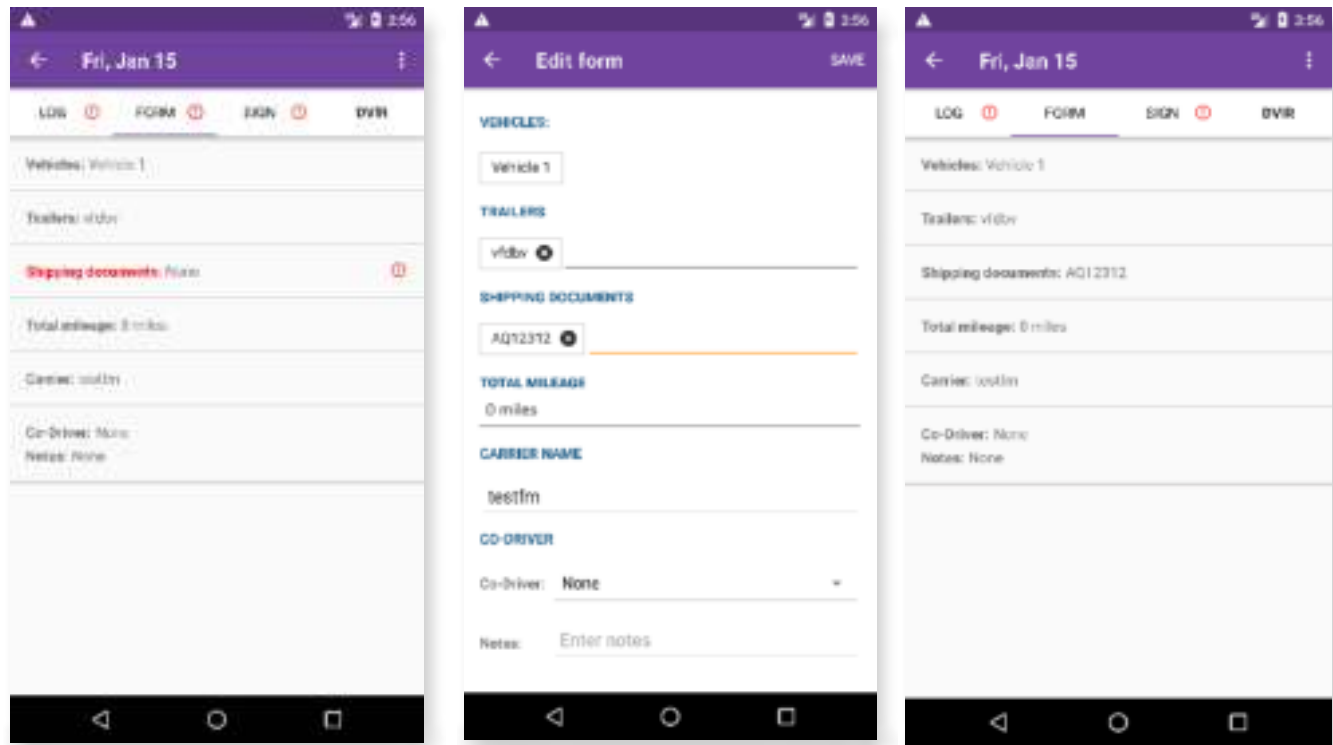 2:56
Fri, Jan 15
LOG FORM SIGN DVIR
Vehicles: Vehicle 1
Trailers: vfdbv
Shipping documents: None
Total mileage: 0 miles
Carrier: testfm
Co-Driver: None
Notes: None
2:56
Edit form SAVE
VEHICLES:
Vehicle 1
TRAILERS
vfdbv
SHIPPING DOCUMENTS
AQ12312
TOTAL MILEAGE
0 miles
CARRIER NAME
testfm
CO-DRIVER
Co-Driver: None
Notes: Enter notes
2:56
Fri, Jan 15
LOG FORM SIGN DVIR
Vehicles: Vehicle 1
Trailers: vfdbv
Shipping documents: AQ12312
Total mileage: 0 miles
Carrier: testfm
Co-Driver: None
Notes: None